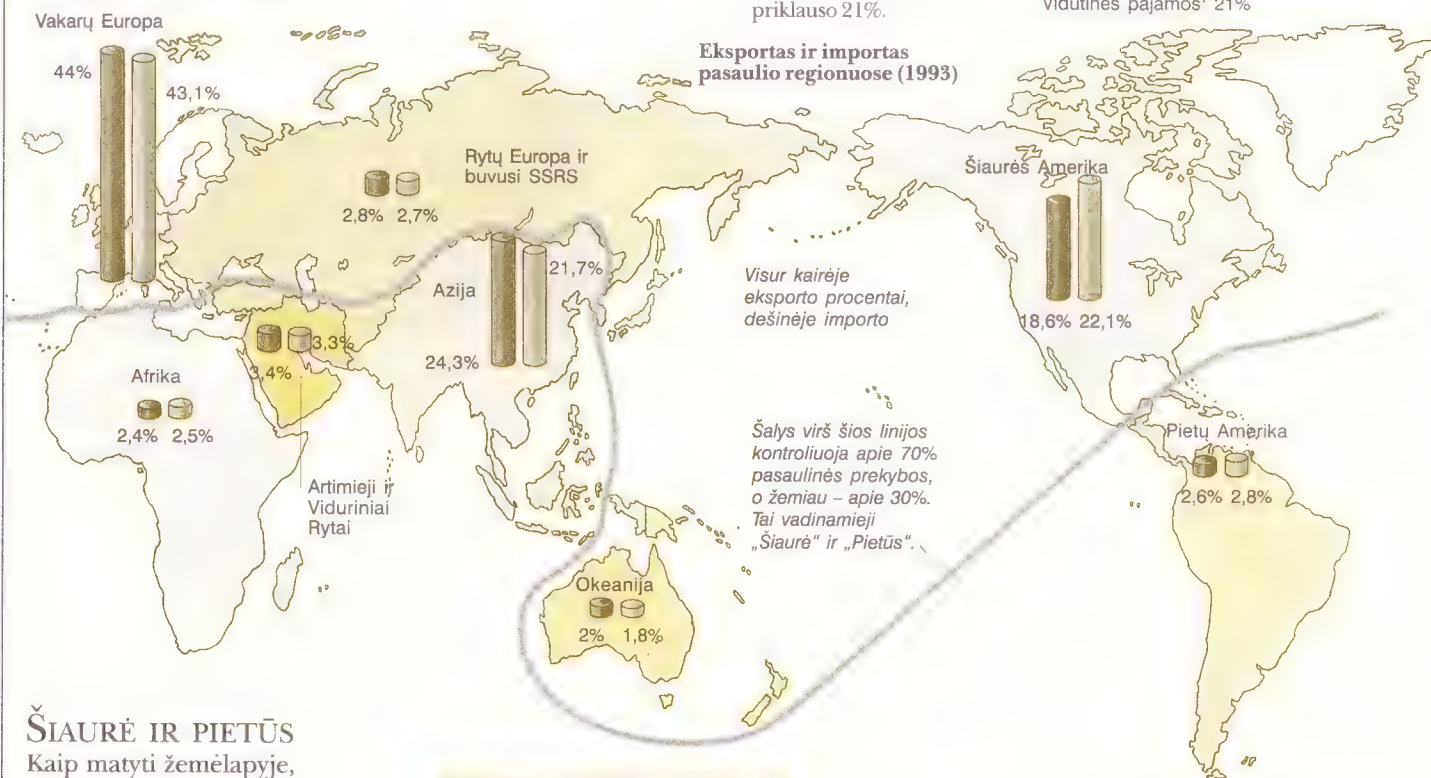 priklauso 21%.
Vidutinės pajamos 21%
Eksportas ir importas
pasaulio regionuose (1993)
Vakarų Europa
44%
43,1%
Rytų Europa ir
buvusi SSRS
2,8% 2,7%
Šiaurės Amerika
18,6% 22,1%
Azija
21,7%
24,3%
Visur kairėje
eksporto procentai,
dešinėje importo
3,3%
3,4%
Afrika
2,4% 2,5%
Artimieji ir
Viduriniai
Rytai
Šalys virš šios linijos
kontroliuoja apie 70%
pasaulinės prekybos,
o žemiau – apie 30%.
Tai vadinamieji
„Šiaurė“ ir „Pietūs“.
Pietų Amerika
2,6% 2,8%
Okeanija
2% 1,8%
ŠIAURĖ IR PIETŪS
Kaip matyti žemėlapyje,